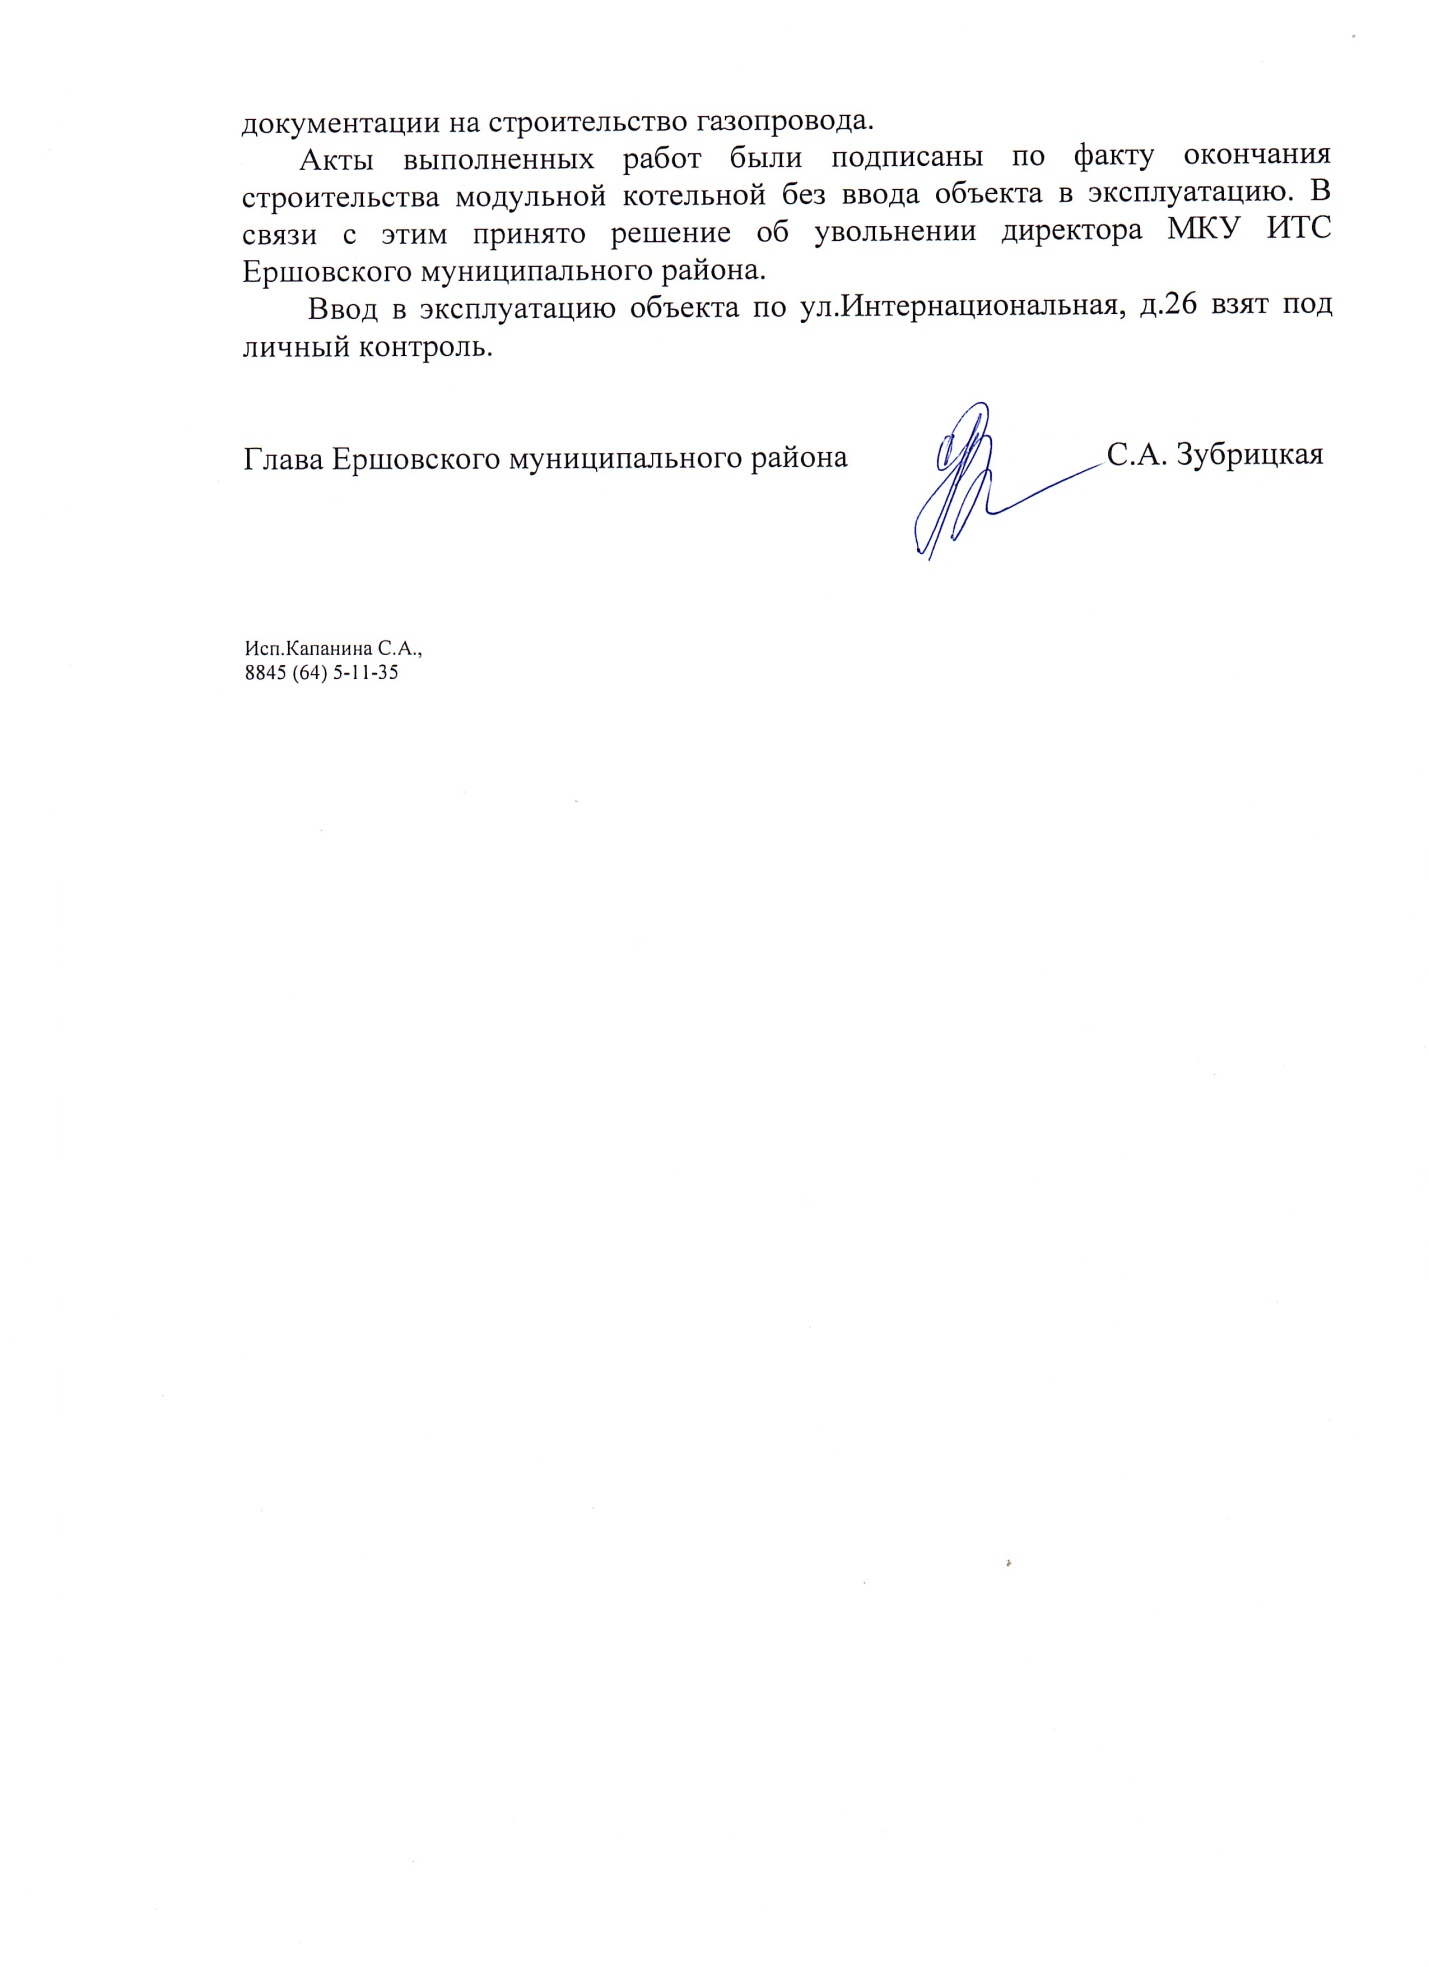 документации на строительство газопровода.
Акты выполненных работ были подписаны по факту окончания
строительства модульной котельной без ввода объекта в эксплуатацию. В
связи с этим принято решение об увольнении директора МКУ ИТС
Ершовского муниципального района.
Ввод в эксплуатацию объекта по ул.Интернациональная, д.26 взят под
личный контроль.
Глава Ершовского муниципального района С.А. Зубрицкая
Исп.Капанина С.А.,
8845 (64) 5-11-35